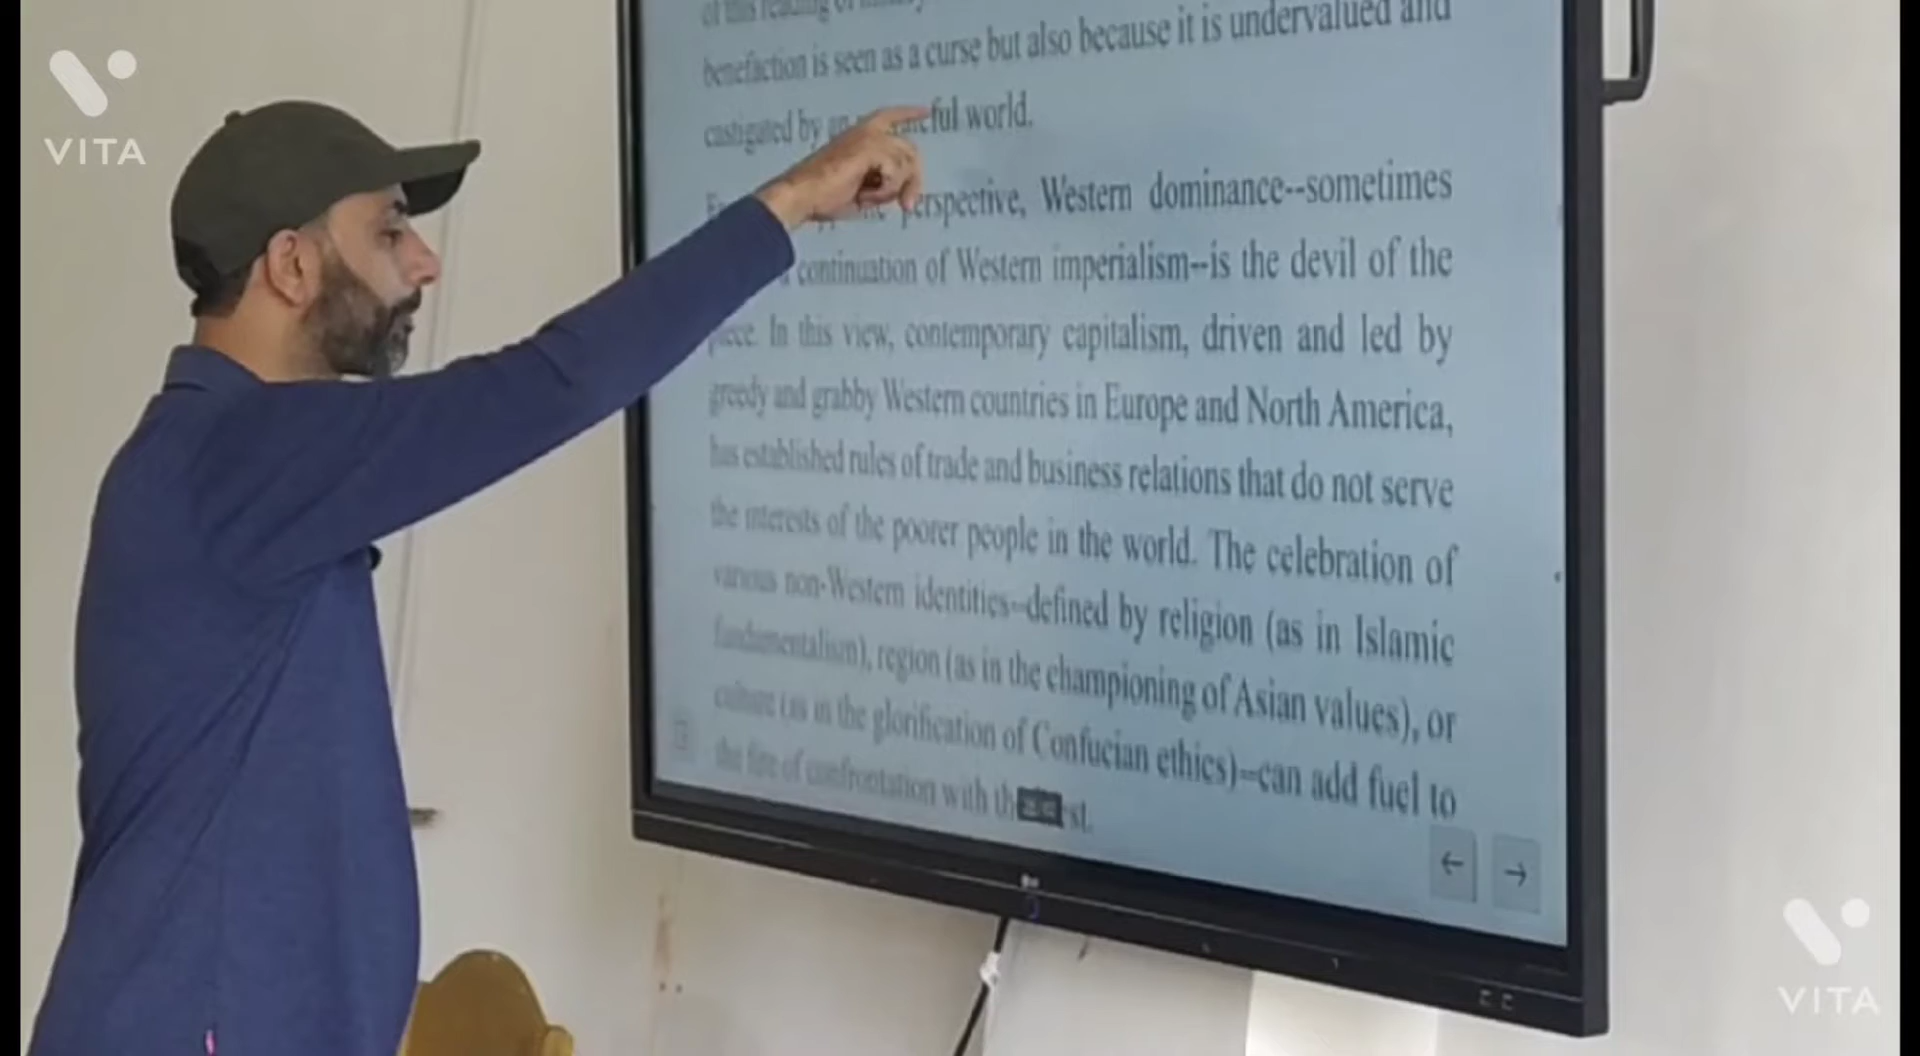 VITA
of this reading of
benefaction is seen as a curse but also because it is undervalued and
castigated by world.
perspective, Western dominance--sometimes
continuation of Western imperialism--is the devil of the
piece. In this view, contemporary capitalism, driven and led by
greedy and grabby Western countries in Europe and North America,
has established rules of trade and business relations that do not serve
the interests of the poorer people in the world. The celebration of
various non-Western identities--defined by religion (as in Islamic
fundamentalism), region (as in the championing of Asian values), or
culture (as in the glorification of Confucian ethics)--can add fuel to
the fire of confrontation with
VITA